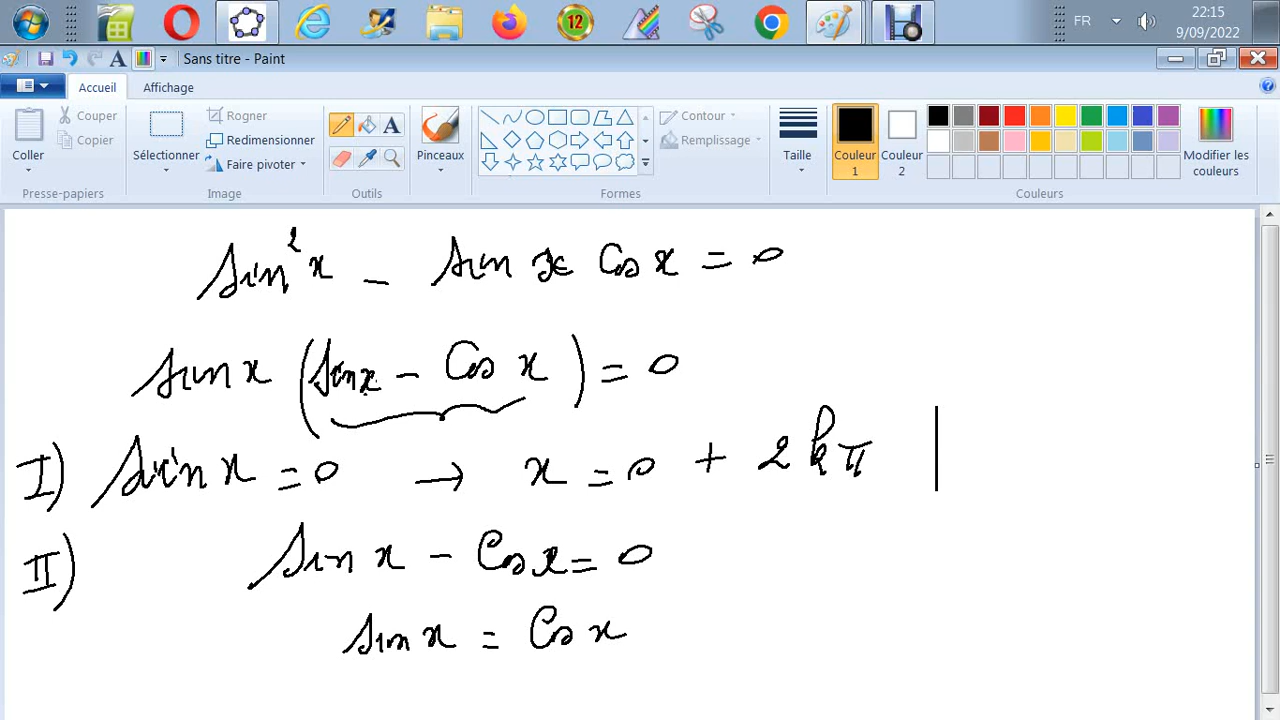 12
FR
22:15
9/09/2022
Sans titre - Paint
Accueil
Affichage
Coller
Couper
Copier
Presse-papiers
Sélectionner
Rogner
Redimensionner
Faire pivoter
Image
A
Outils
Pinceaux
Contour
Remplissage
Formes
Taille
Couleur 1
Couleur 2
Modifier les couleurs
Couleurs
sin²x - sin x cos x = 0
sin x (sin x - cos x) = 0
I) sin x = 0 → x = 0 + 2kπ |
II) sin x - cos x = 0
sin x = cos x